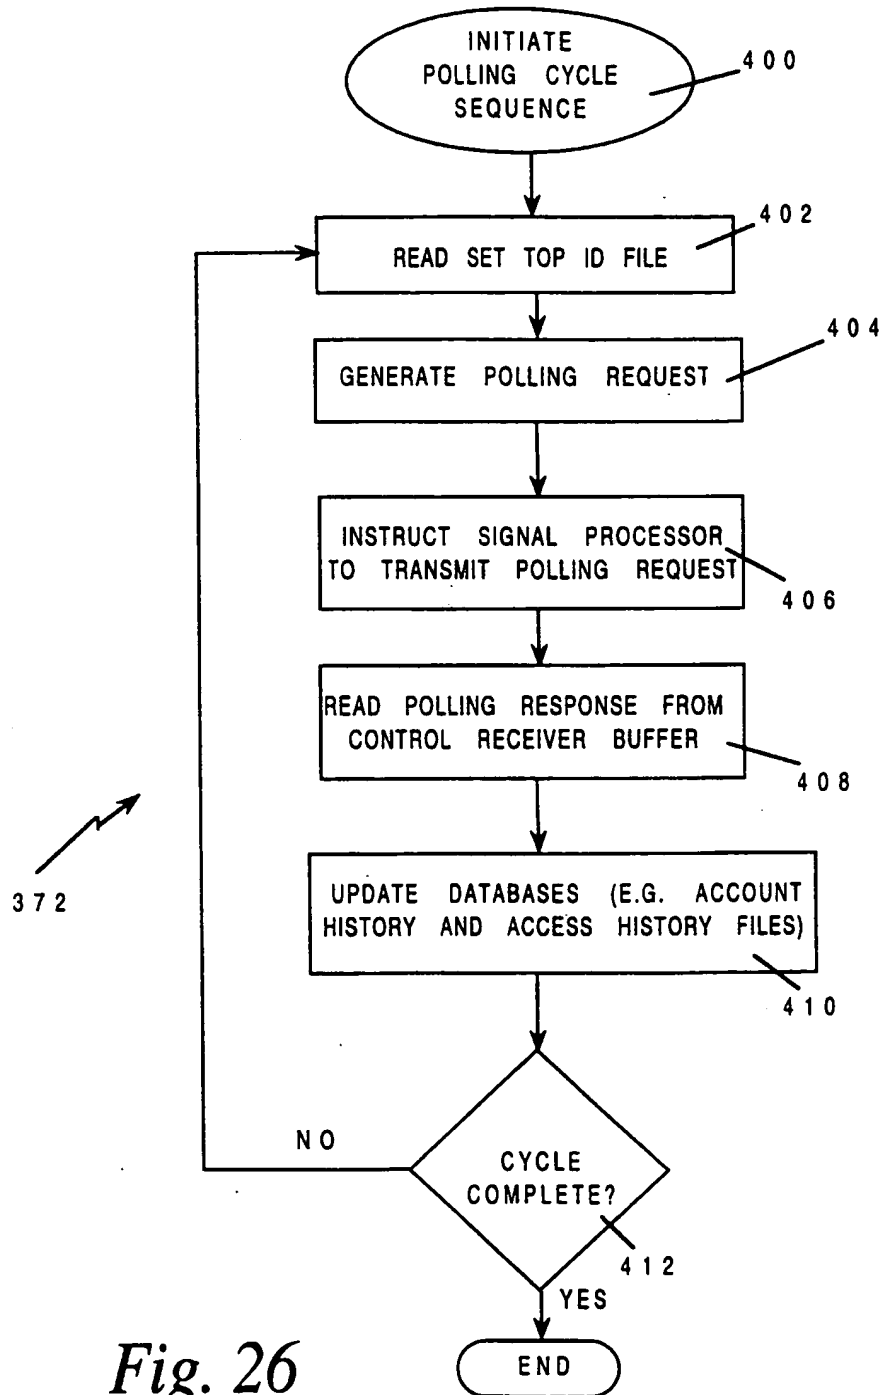 INITIATE
POLLING CYCLE
SEQUENCE
400
402
READ SET TOP ID FILE
404
GENERATE POLLING REQUEST
INSTRUCT SIGNAL PROCESSOR
TO TRANSMIT POLLING REQUEST
406
READ POLLING RESPONSE FROM
CONTROL RECEIVER BUFFER
408
372
UPDATE DATABASES (E.G. ACCOUNT
HISTORY AND ACCESS HISTORY FILES)
410
NO
CYCLE
COMPLETE?
412
YES
END
Fig. 26